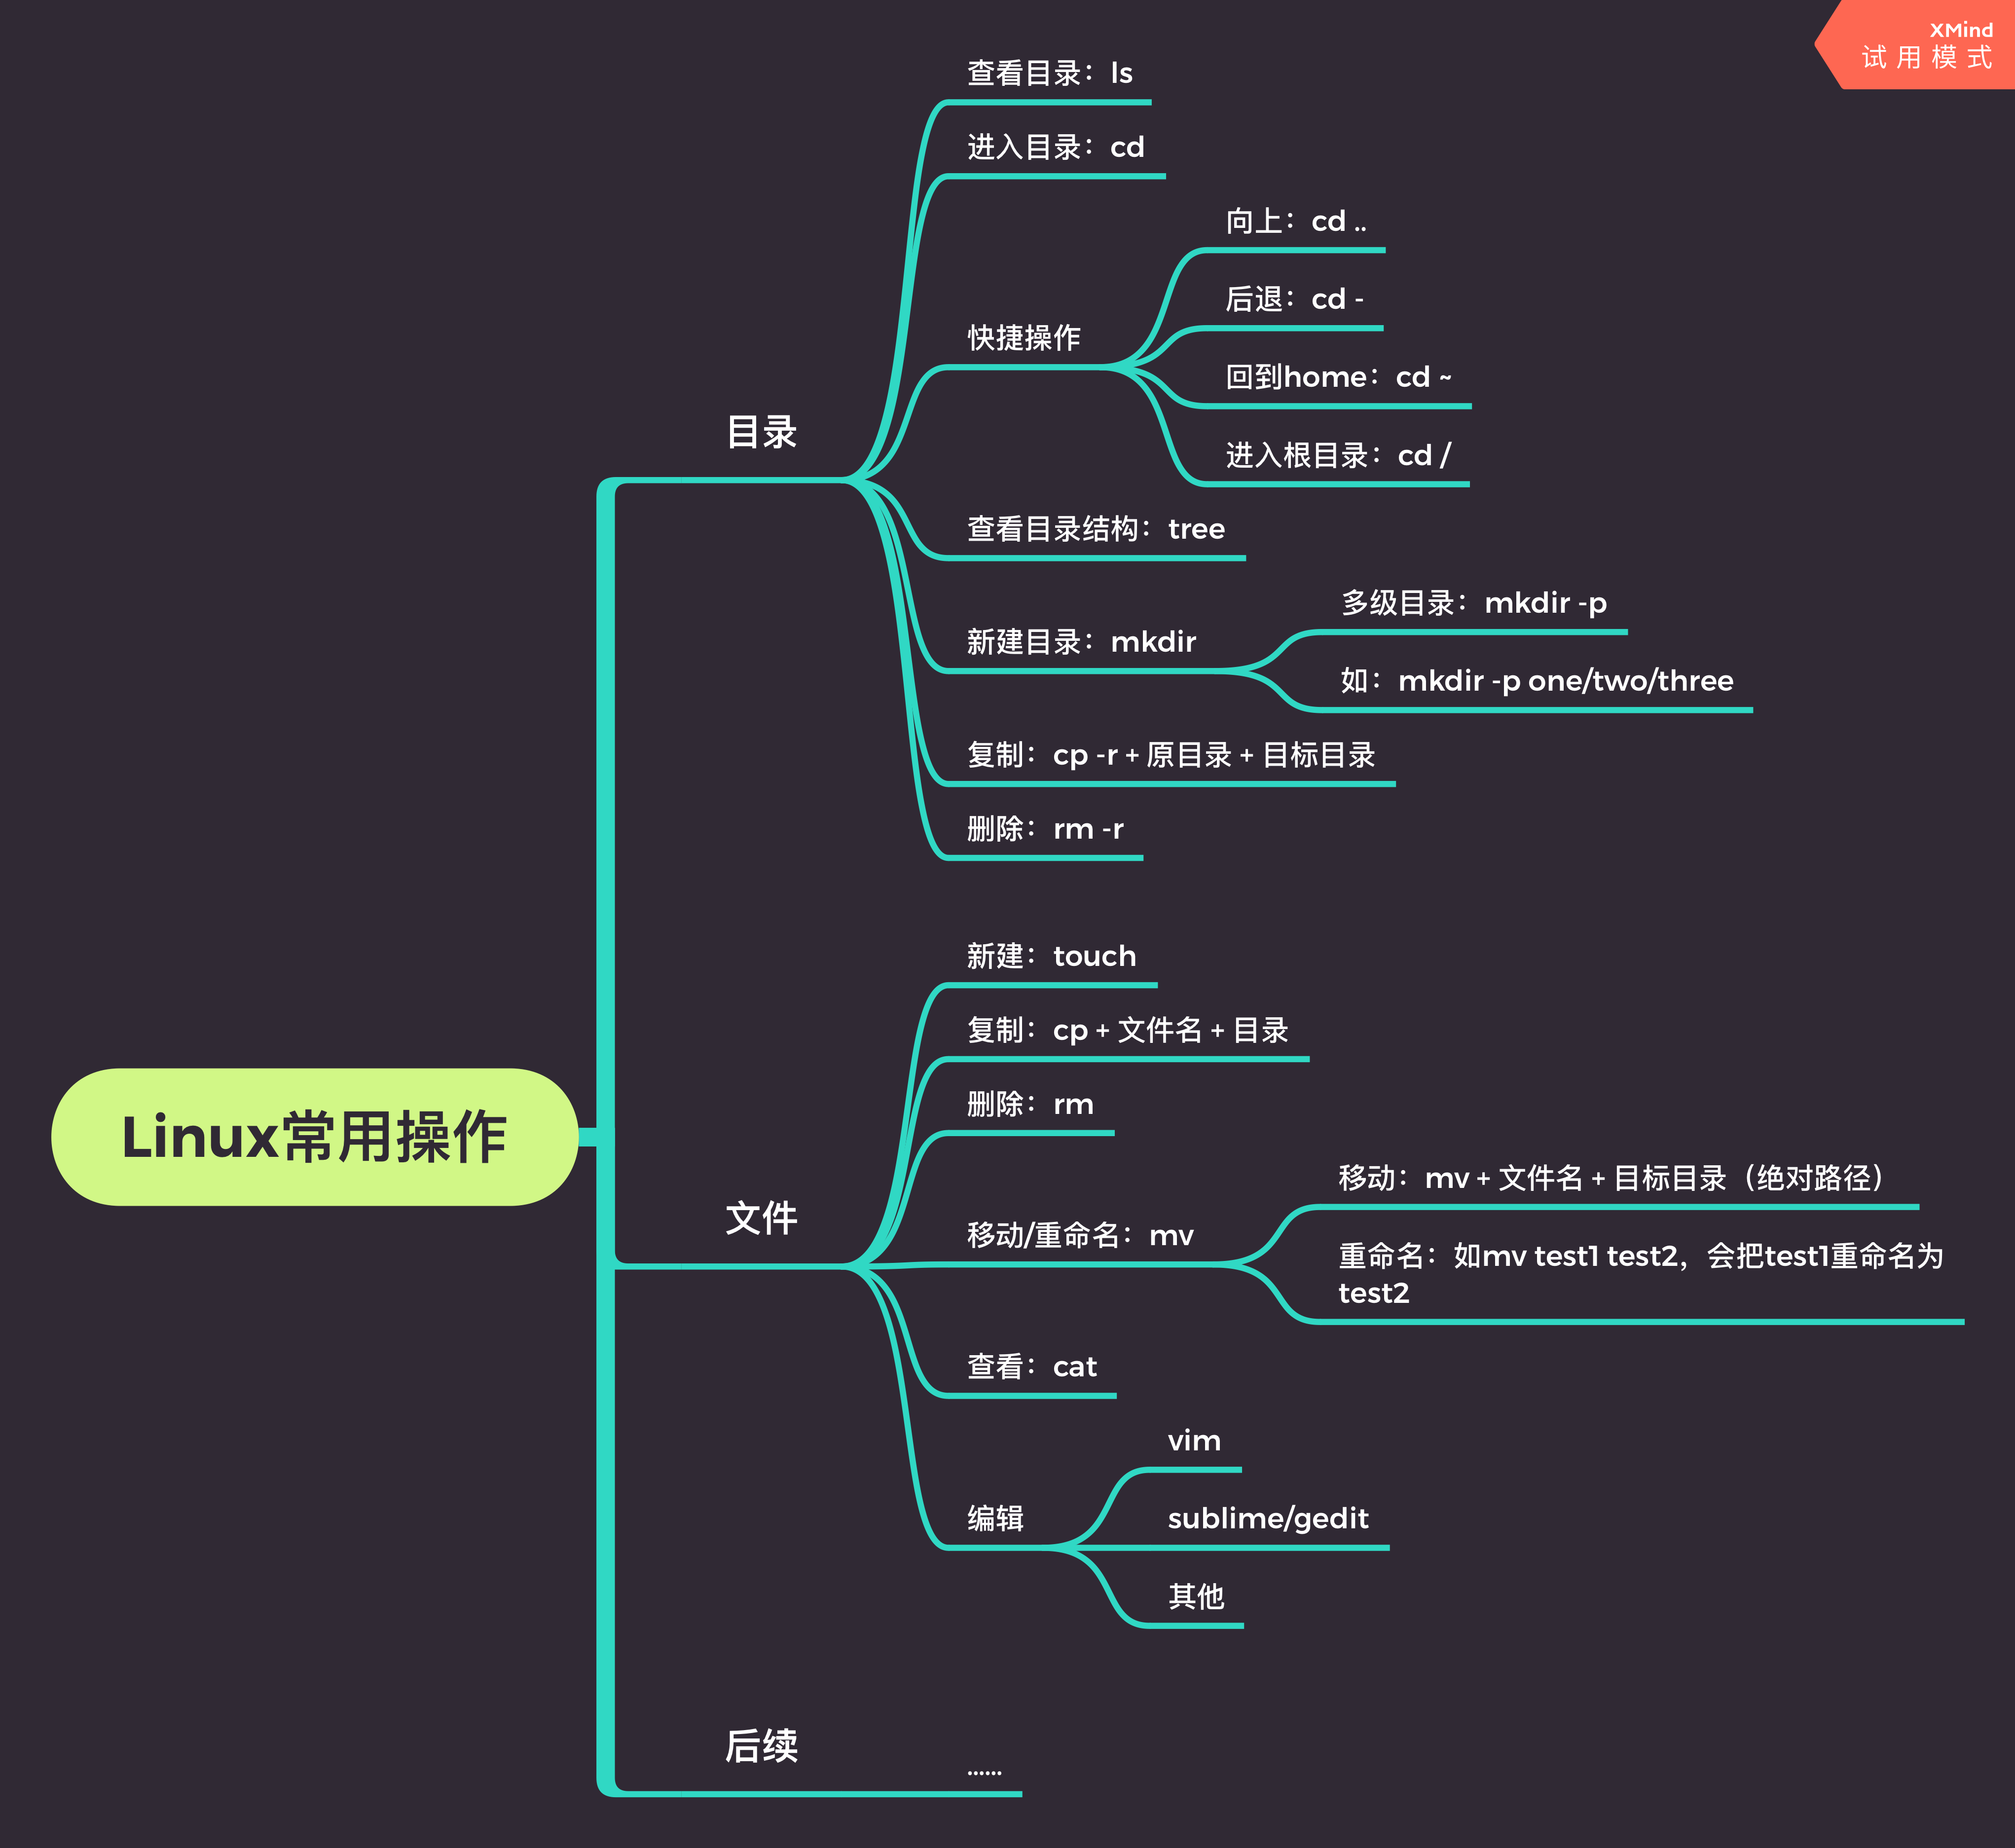 XMind
试用模式
Linux常用操作
目录
查看目录：ls
进入目录：cd
快捷操作
向上：cd ..
后退：cd -
回到home：cd ~
进入根目录：cd /
查看目录结构：tree
新建目录：mkdir
多级目录：mkdir -p
如：mkdir -p one/two/three
复制：cp -r + 原目录 + 目标目录
删除：rm -r
文件
新建：touch
复制：cp + 文件名 + 目录
删除：rm
移动/重命名：mv
移动：mv + 文件名 + 目标目录（绝对路径）
重命名：如mv test1 test2，会把test1重命名为
test2
查看：cat
编辑
vim
sublime/gedit
其他
后续
......